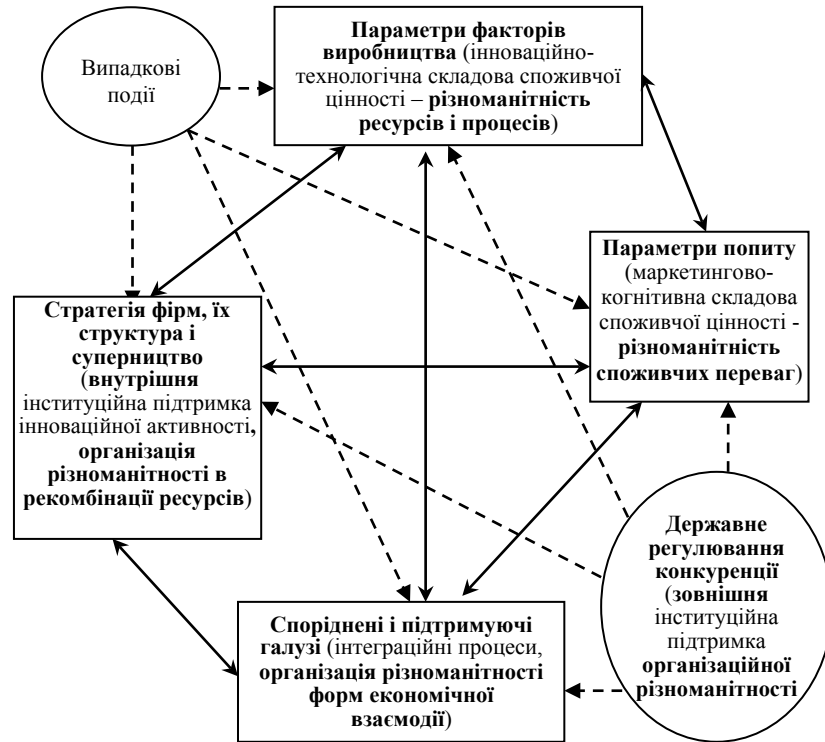 Випадкові
події
Параметри факторів
виробництва (інноваційно-
технологічна складова споживчої
цінності – різноманітність
ресурсів і процесів)
Параметри попиту
(маркетингово-
когнітивна складова
споживчої цінності -
різноманітність
споживчих переваг)
Стратегія фірм, їх
структура і
суперництво
(внутрішня
інституційна підтримка
інноваційної активності,
організація
різноманітності в
рекомбінації ресурсів)
Державне
регулювання
конкуренції
(зовнішня
інституційна
підтримка
організаційної
різноманітності
Споріднені і підтримуючі
галузі (інтеграційні процеси,
організація різноманітності
форм економічної
взаємодії)